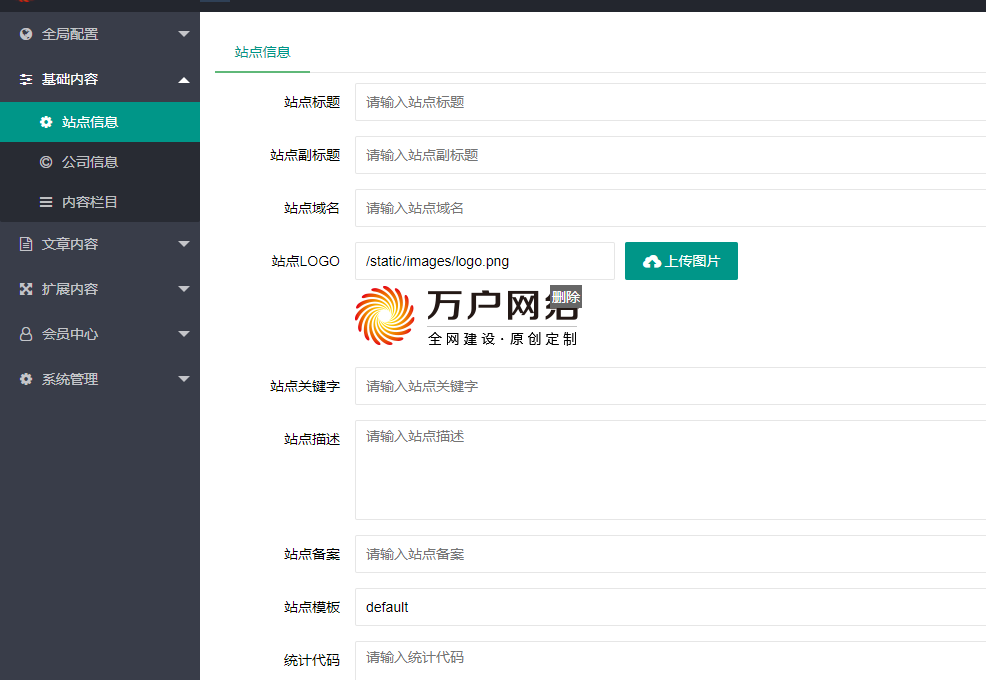 全局配置
基础内容
站点信息
公司信息
内容栏目
文章内容
扩展内容
会员中心
系统管理
站点信息
站点标题 请输入站点标题
站点副标题 请输入站点副标题
站点域名 请输入站点域名
站点LOGO /static/images/logo.png 上传图片
万户网络 删除
全网建设·原创定制
站点关键字 请输入站点关键字
站点描述 请输入站点描述
站点备案 请输入站点备案
站点模板 default
统计代码 请输入统计代码